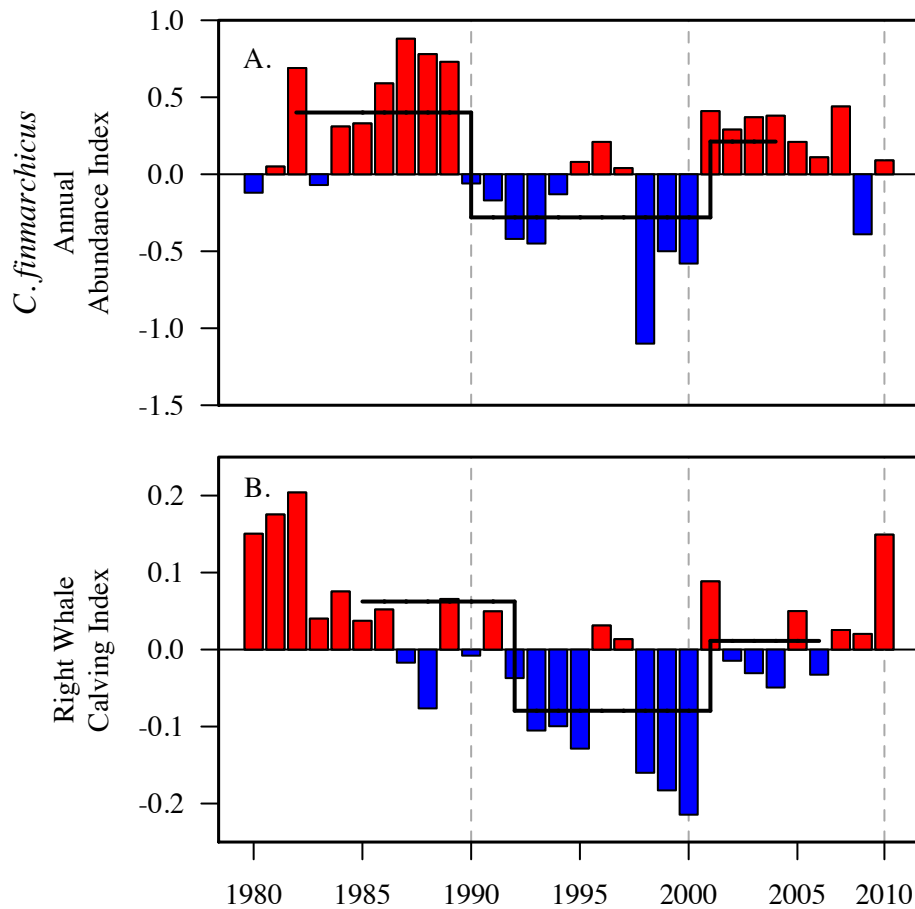 A.
C. finmarchicus
Annual
Abundance Index
1.0
0.5
0.0
-0.5
-1.0
-1.5
B.
Right Whale
Calving Index
0.2
0.1
0.0
-0.1
-0.2
1980 1985 1990 1995 2000 2005 2010